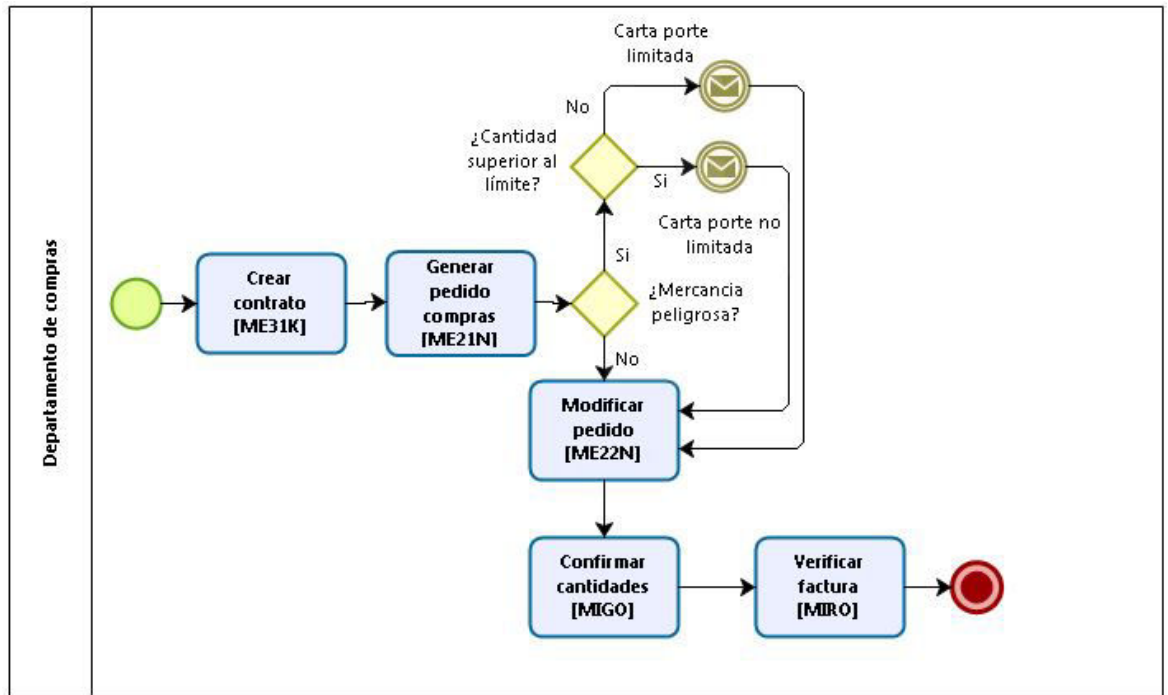 Departamento de compras
Carta porte
limitada
No
¿Cantidad
superior al
límite?
Si
Carta porte no
limitada
Si
¿Mercancia
peligrosa?
No
Crear
contrato
[ME31K]
Generar
pedido
compras
[ME21N]
Modificar
pedido
[ME22N]
Confirmar
cantidades
[MIGO]
Verificar
factura
[MIRO]